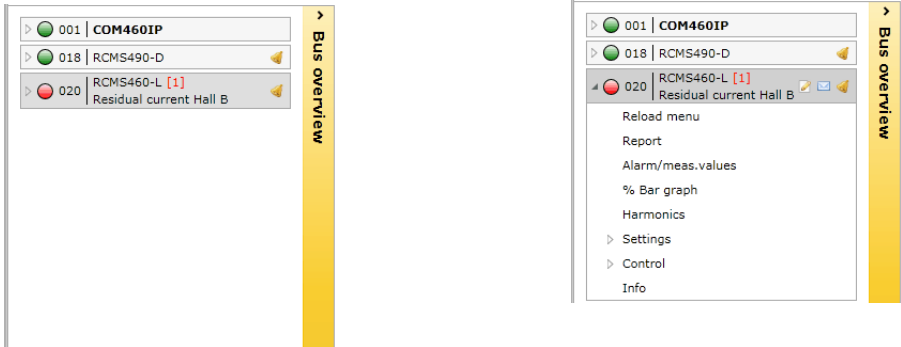 001 COM460IP
018 RCMS490-D
020 RCMS460-L [1]
Residual current Hall B
Bus overview
001 COM460IP
018 RCMS490-D
020 RCMS460-L [1]
Residual current Hall B
Reload menu
Report
Alarm/meas.values
% Bar graph
Harmonics
Settings
Control
Info
Bus overview